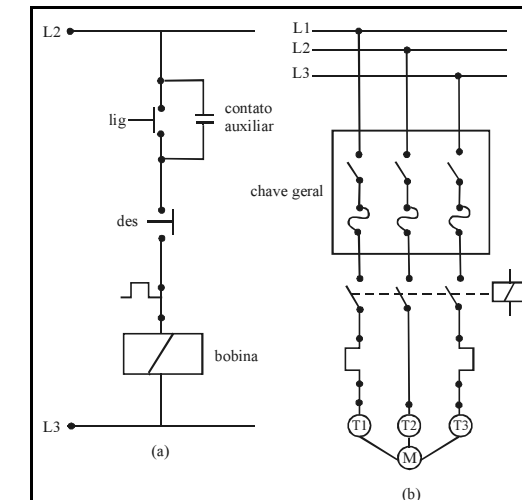 L2
lig
contato
auxiliar
des
bobina
L3
(a)
L1
L2
L3
chave geral
T1 T2 T3
M
(b)